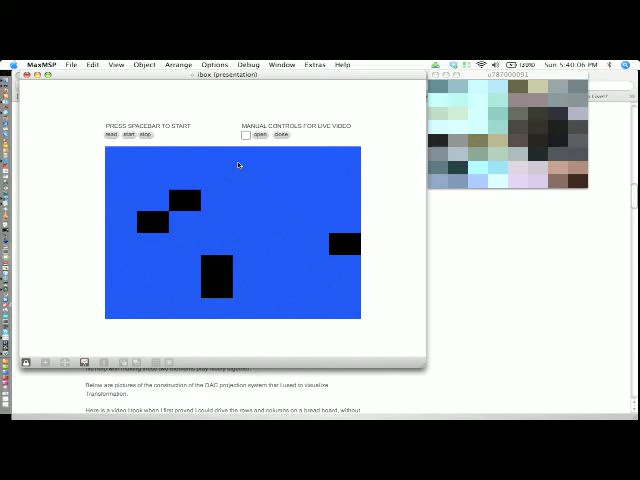 MaxMSP File Edit View Object Arrange Options Debug Window Extras Help (39%) Sun 5:40:06 PM
ibox (presentation)
u787000091
PRESS SPACEBAR TO START MANUAL CONTROLS FOR LIVE VIDEO
read start stop open close
Below are pictures of the construction of the DAC projection system that I used to visualize
Transformation.
Here is a video I took when I first proved I could drive the rows and columns on a bread board, without